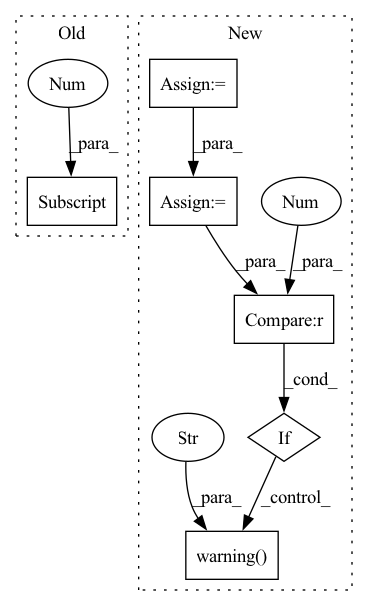 Old
New
Num
Assign:=
_para_
_para_
Subscript
Assign:=
Num
_para_
_para_
Compare:r
_cond_
Str
If
_para_
_control_
warning()